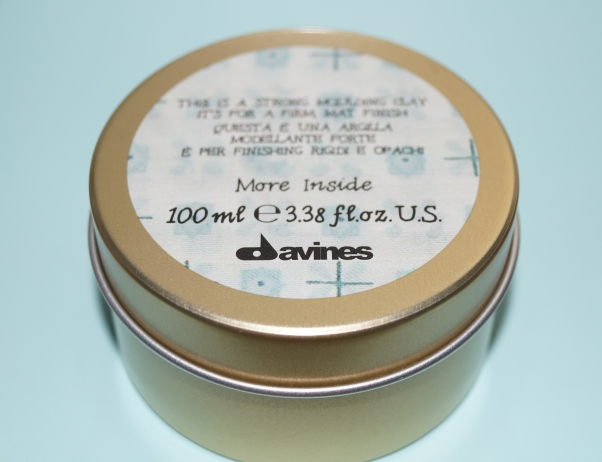 THIS IS A STRONG MOULDING CLAY
IT'S FOR A FIRM, MAT FINISH
QUESTA È UNA ARGILLA
MODELLANTE FORTE
È PER FINISHING RIGIDI E OPACHI
More Inside
100 ml ℮ 3.38 fl.oz. U.S.
davines